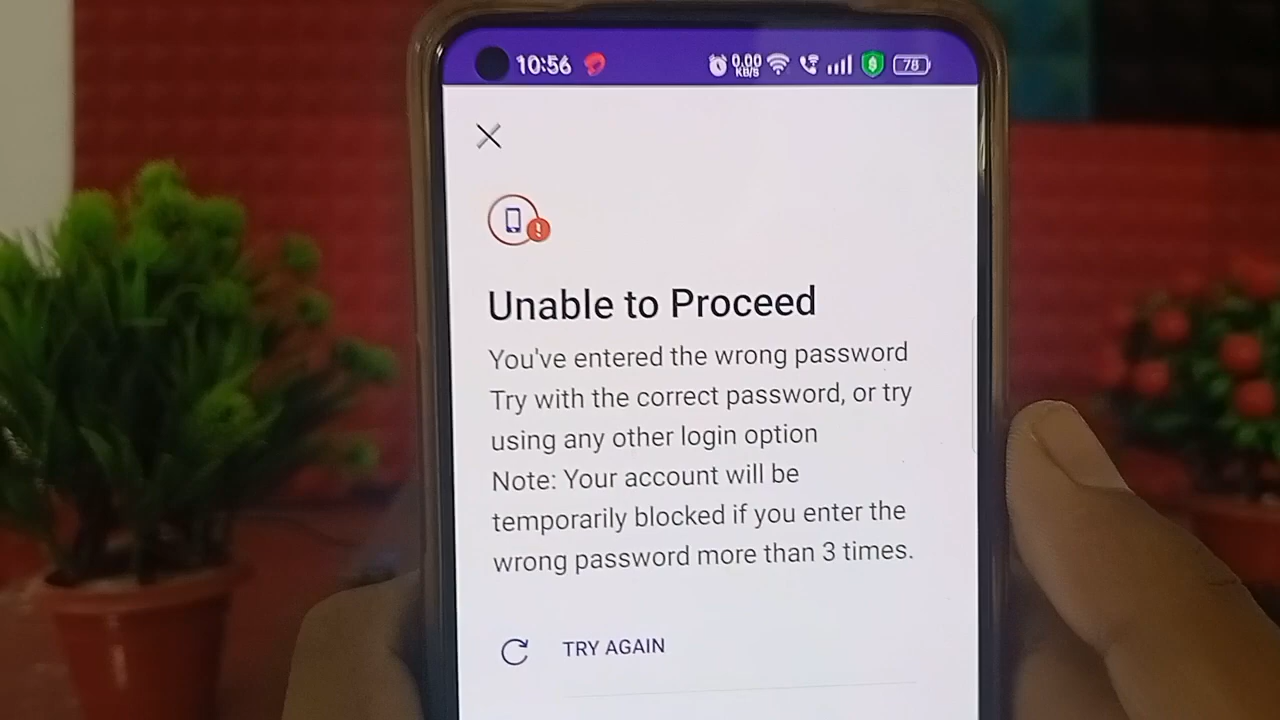 10:56 0.00 KB/S 78
Unable to Proceed
You've entered the wrong password
Try with the correct password, or try
using any other login option
Note: Your account will be
temporarily blocked if you enter the
wrong password more than 3 times.
TRY AGAIN